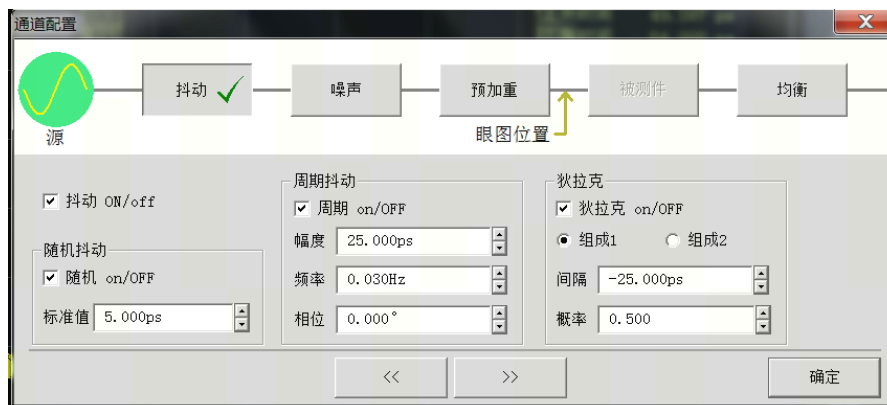 通道配置
抖动
噪声
预加重
被测件
均衡
源
眼图位置
抖动 ON/off
随机抖动
随机 on/OFF
标准值 5.000ps
周期抖动
周期 on/OFF
幅度 25.000ps
频率 0.030Hz
相位 0.000°
狄拉克
狄拉克 on/OFF
组成1 组成2
间隔 -25.000ps
概率 0.500
<< >>
确定